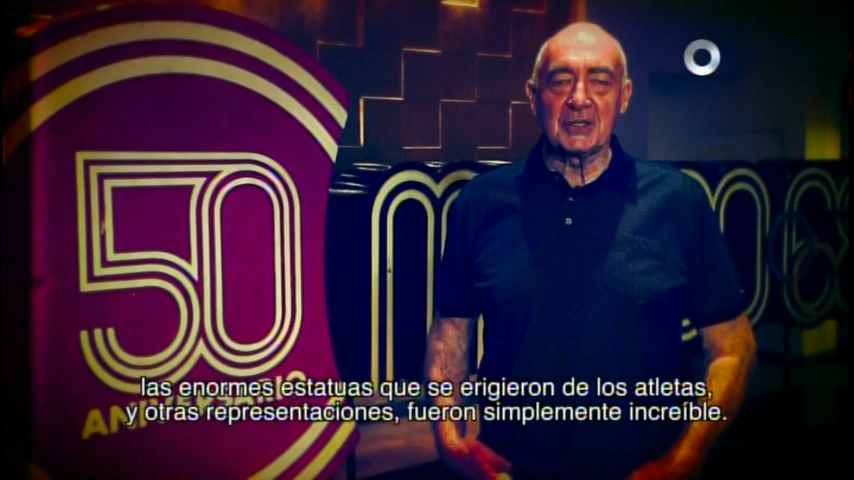 50
ANIVERSARIO
las enormes estatuas que se erigieron de los atletas,
y otras representaciones, fueron simplemente increíble.